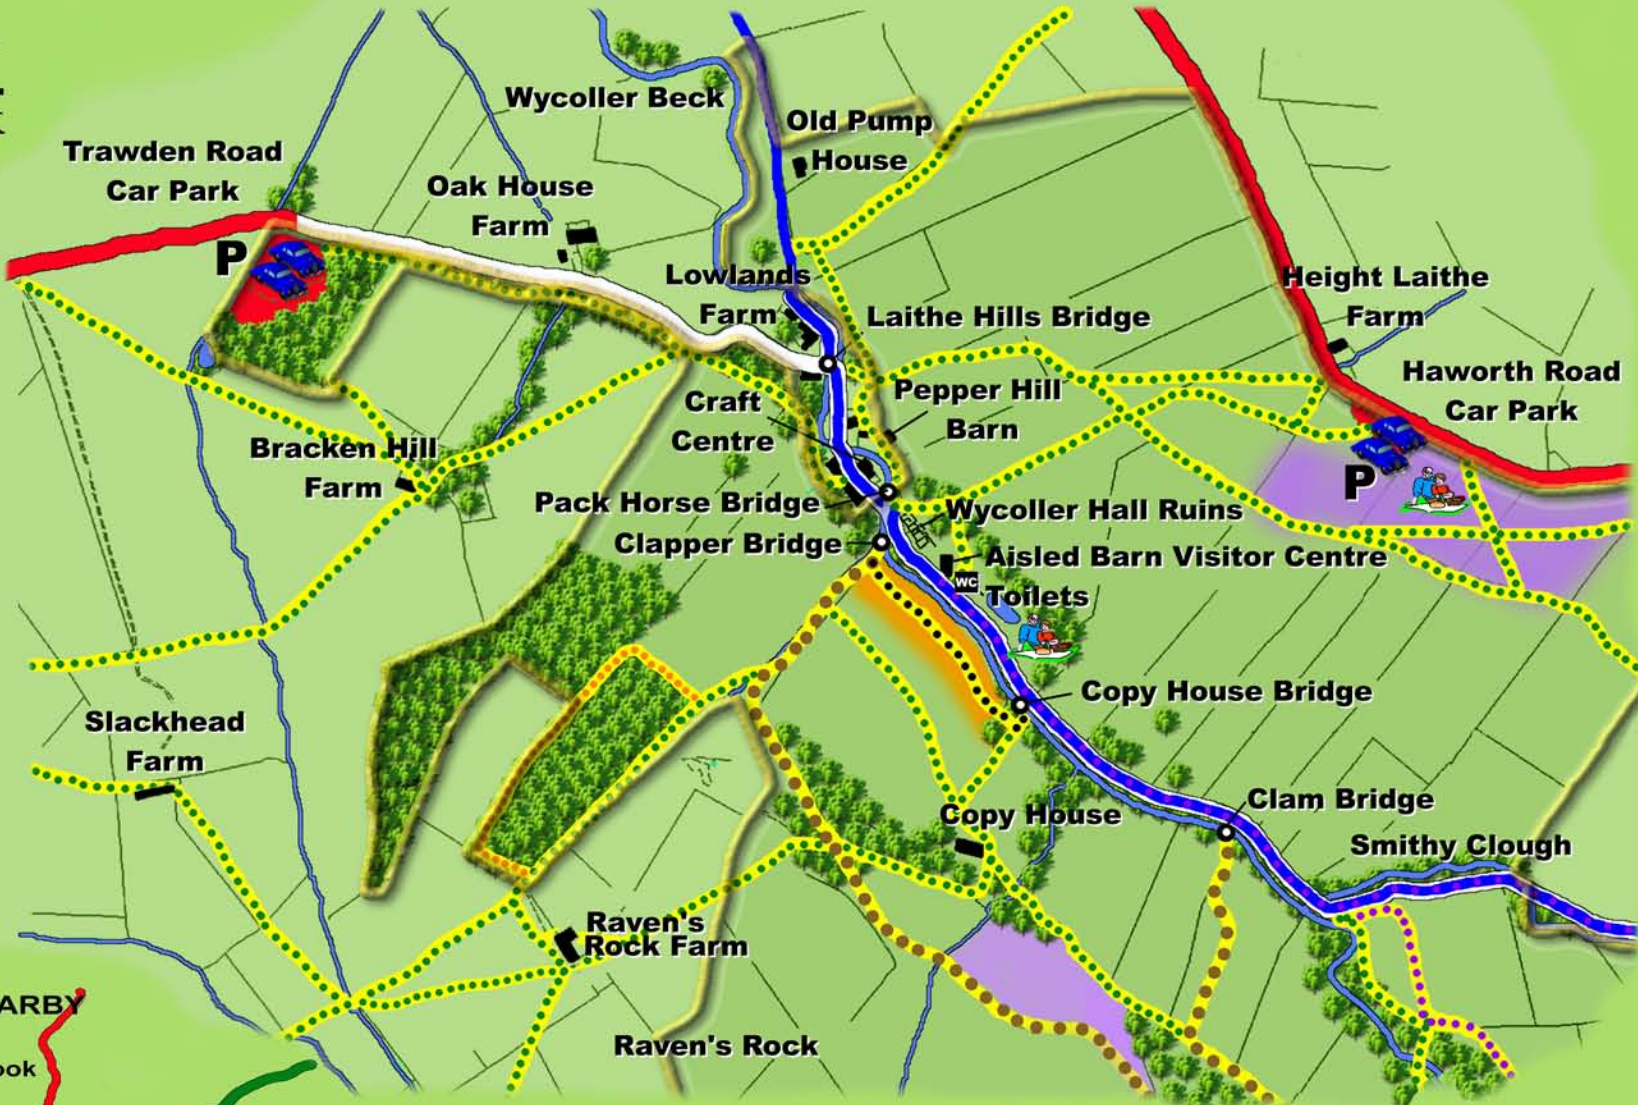 Wycoller Beck
Old Pump
House
Trawden Road
Car Park
Oak House
Farm
P
Lowlands
Farm
Laithe Hills Bridge
Height Laithe
Farm
Haworth Road
Car Park
Craft
Centre
Pepper Hill
Barn
Bracken Hill
Farm
P
Pack Horse Bridge
Wycoller Hall Ruins
Clapper Bridge
Aisled Barn Visitor Centre
WC
Toilets
Copy House Bridge
Slackhead
Farm
Copy House
Clam Bridge
Smithy Clough
Raven's
Rock Farm
ARBY
Raven's Rock
ook